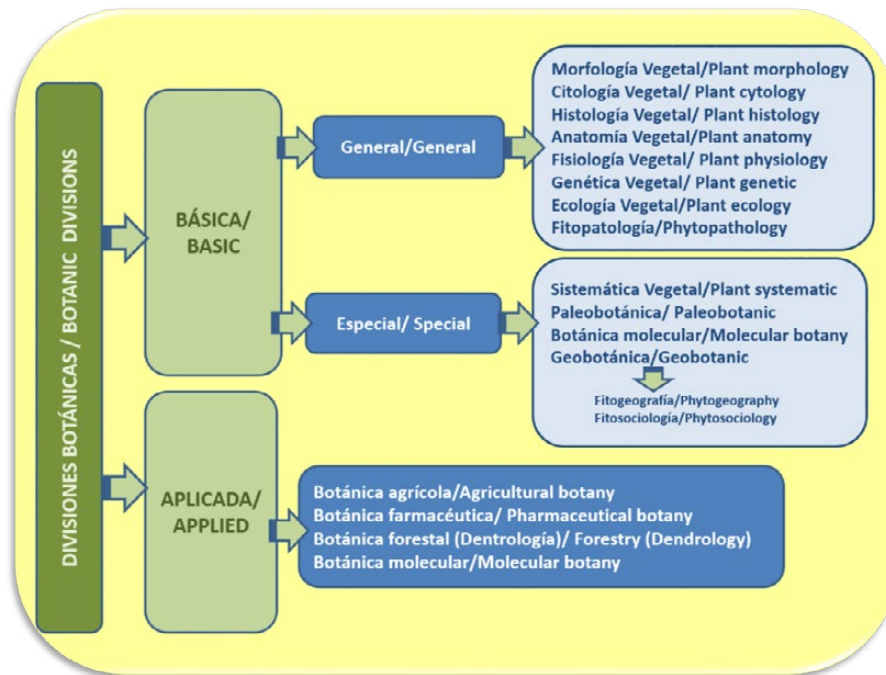 DIVISIONES BOTÁNICAS / BOTANIC DIVISIONS
BÁSICA/
BASIC
General/General
Morfología Vegetal/Plant morphology
Citología Vegetal/ Plant cytology
Histología Vegetal/ Plant histology
Anatomía Vegetal/Plant anatomy
Fisiología Vegetal/ Plant physiology
Genética Vegetal/ Plant genetic
Ecología Vegetal/Plant ecology
Fitopatología/Phytopathology
Especial/ Special
Sistemática Vegetal/Plant systematic
Paleobotánica/ Paleobotanic
Botánica molecular/Molecular botany
Geobotánica/Geobotanic
Fitogeografía/Phytogeography
Fitosociología/Phytosociology
APLICADA/
APPLIED
Botánica agrícola/Agricultural botany
Botánica farmacéutica/ Pharmaceutical botany
Botánica forestal (Dentrología)/ Forestry (Dendrology)
Botánica molecular/Molecular botany